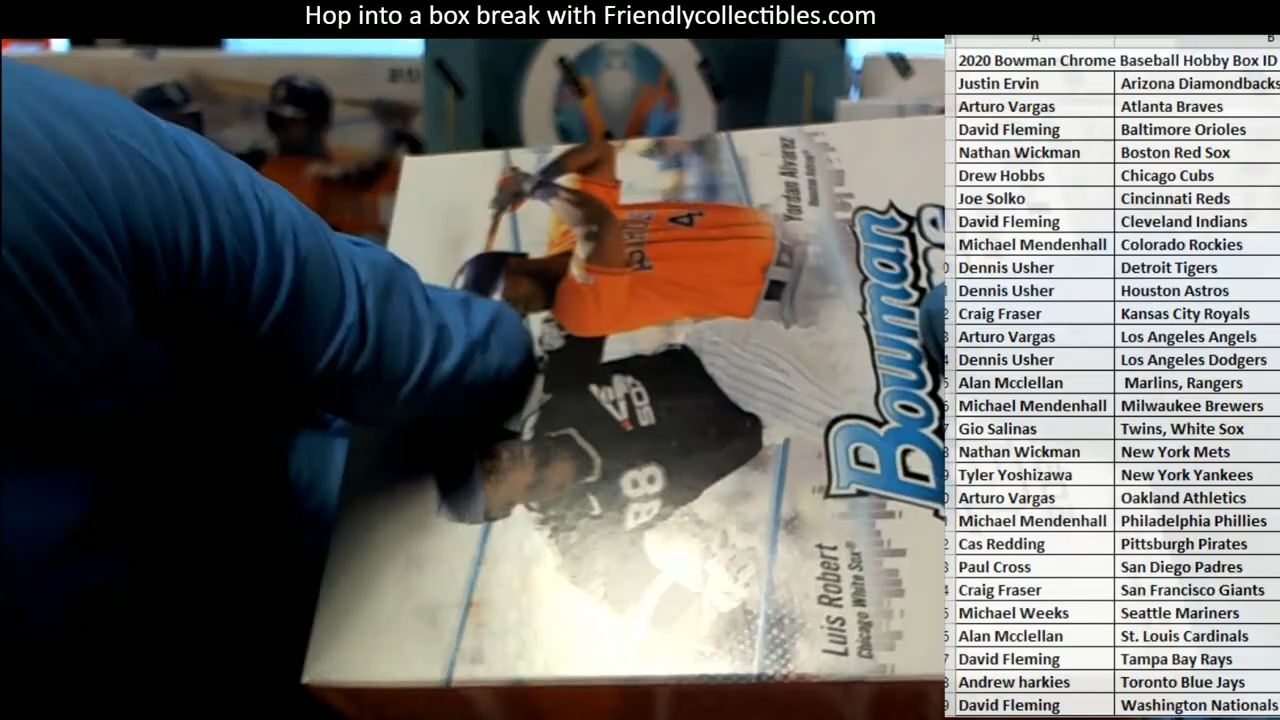 Hop into a box break with Friendlycollectibles.com
A B
2020 Bowman Chrome Baseball Hobby Box ID
Justin Ervin Arizona Diamondbacks
Arturo Vargas Atlanta Braves
David Fleming Baltimore Orioles
Nathan Wickman Boston Red Sox
Drew Hobbs Chicago Cubs
Joe Solko Cincinnati Reds
David Fleming Cleveland Indians
Michael Mendenhall Colorado Rockies
Dennis Usher Detroit Tigers
Dennis Usher Houston Astros
Craig Fraser Kansas City Royals
Arturo Vargas Los Angeles Angels
Dennis Usher Los Angeles Dodgers
Alan Mcclellan Marlins, Rangers
Michael Mendenhall Milwaukee Brewers
Gio Salinas Twins, White Sox
Nathan Wickman New York Mets
Tyler Yoshizawa New York Yankees
Arturo Vargas Oakland Athletics
Michael Mendenhall Philadelphia Phillies
Cas Redding Pittsburgh Pirates
Paul Cross San Diego Padres
Craig Fraser San Francisco Giants
Michael Weeks Seattle Mariners
Alan Mcclellan St. Louis Cardinals
David Fleming Tampa Bay Rays
Andrew harkies Toronto Blue Jays
David Fleming Washington Nationals
Yordan Alvarez
Houston Astros®
4
Bowman
SOX
88
Luis Robert
Chicago White Sox®